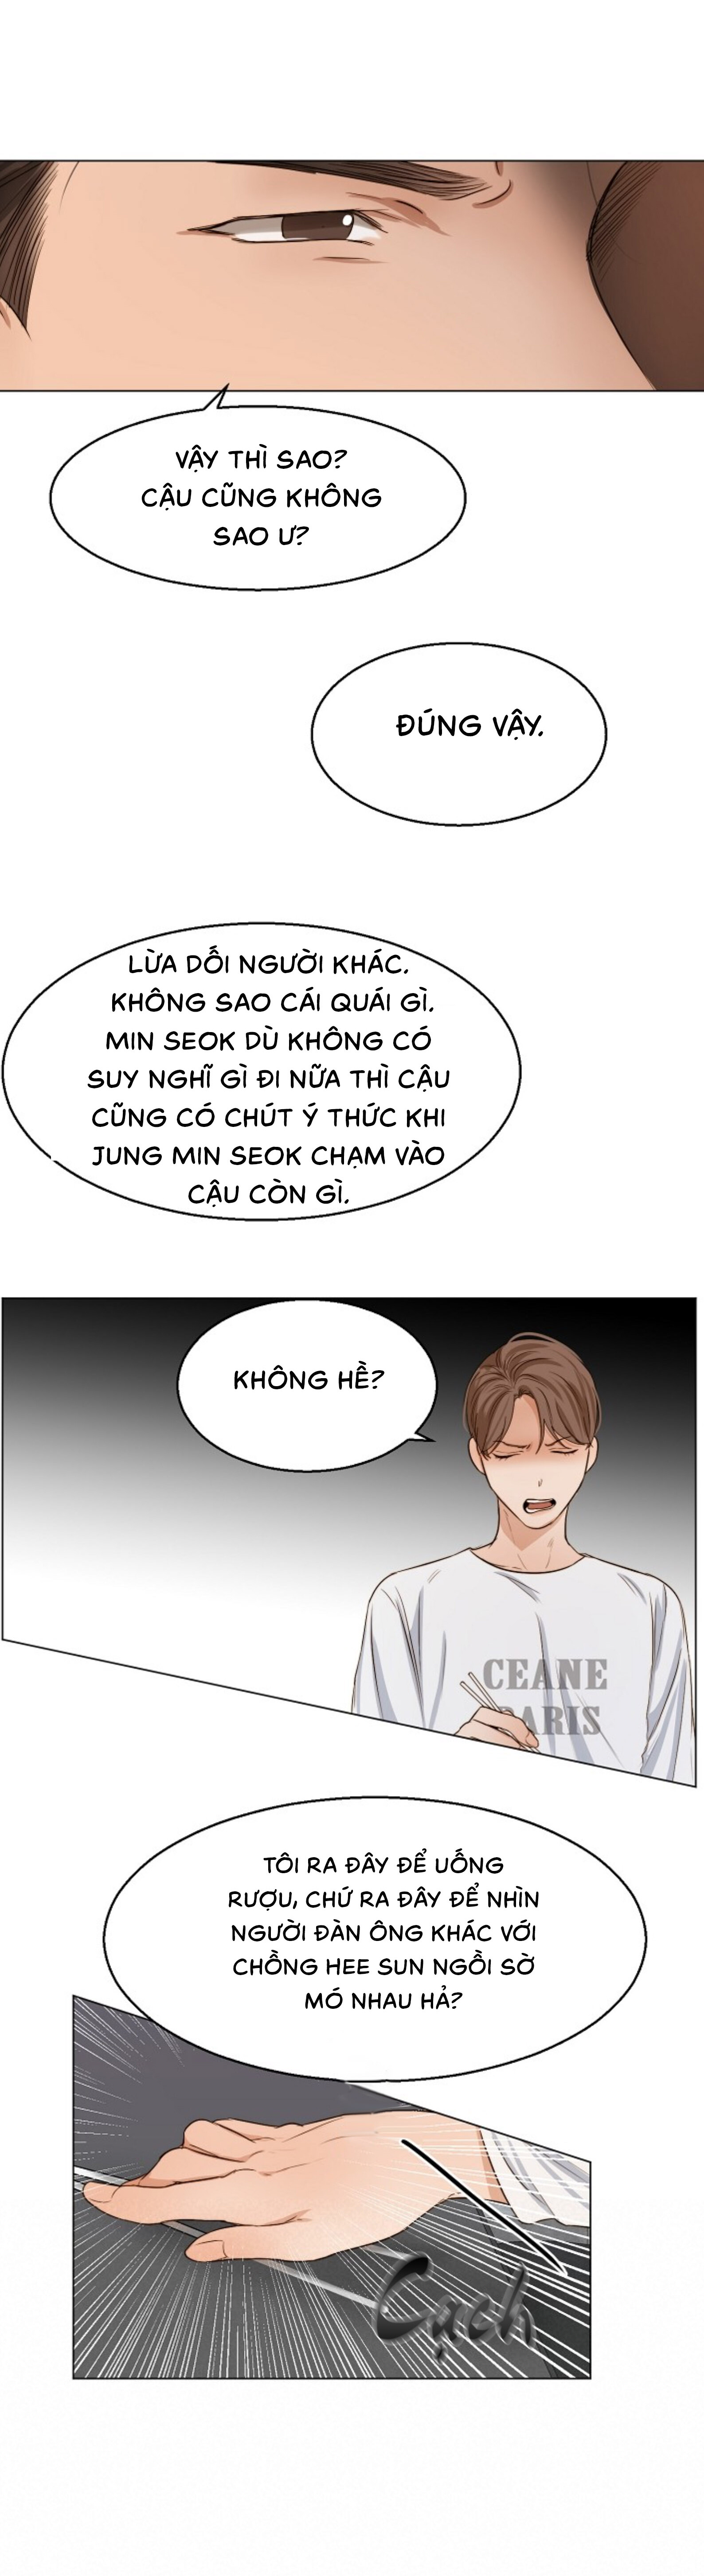 VẬY THÌ SAO?
CẬU CŨNG KHÔNG
SAO Ư?
ĐÚNG VẬY.
LỪA DỐI NGƯỜI KHÁC.
KHÔNG SAO CÁI QUÁI GÌ.
MIN SEOK DÙ KHÔNG CÓ
SUY NGHĨ GÌ ĐI NỮA THÌ CẬU
CŨNG CÓ CHÚT Ý THỨC KHI
JUNG MIN SEOK CHẠM VÀO
CẬU CÒN GÌ.
KHÔNG HỀ?
CEANE
PARIS
TÔI RA ĐÂY ĐỂ UỐNG
RƯỢU, CHỨ RA ĐÂY ĐỂ NHÌN
NGƯỜI ĐÀN ÔNG KHÁC VỚI
CHỒNG HEE SUN NGỒI SỜ
MÓ NHAU HẢ?
Cạch